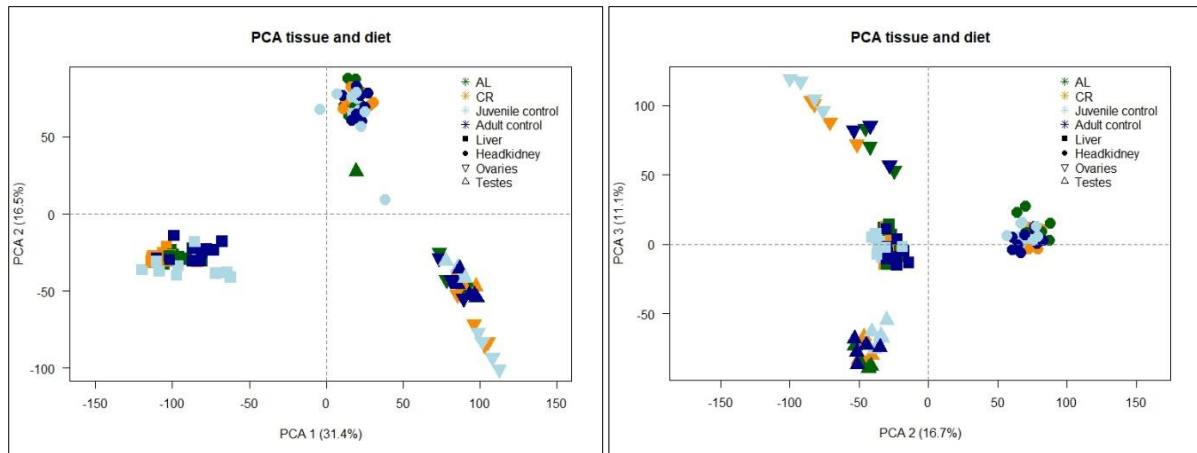 PCA tissue and diet
AL
CR
Juvenile control
Adult control
Liver
Headkidney
Ovaries
Testes
50
0
-50
-100
PCA 2 (16.5%)
-150
-100
-50
0
50
100
150
PCA 1 (31.4%)
PCA tissue and diet
AL
CR
Juvenile control
Adult control
Liver
Headkidney
Ovaries
Testes
100
50
0
-50
PCA 3 (11.1%)
-150
-100
-50
0
50
100
150
PCA 2 (16.7%)